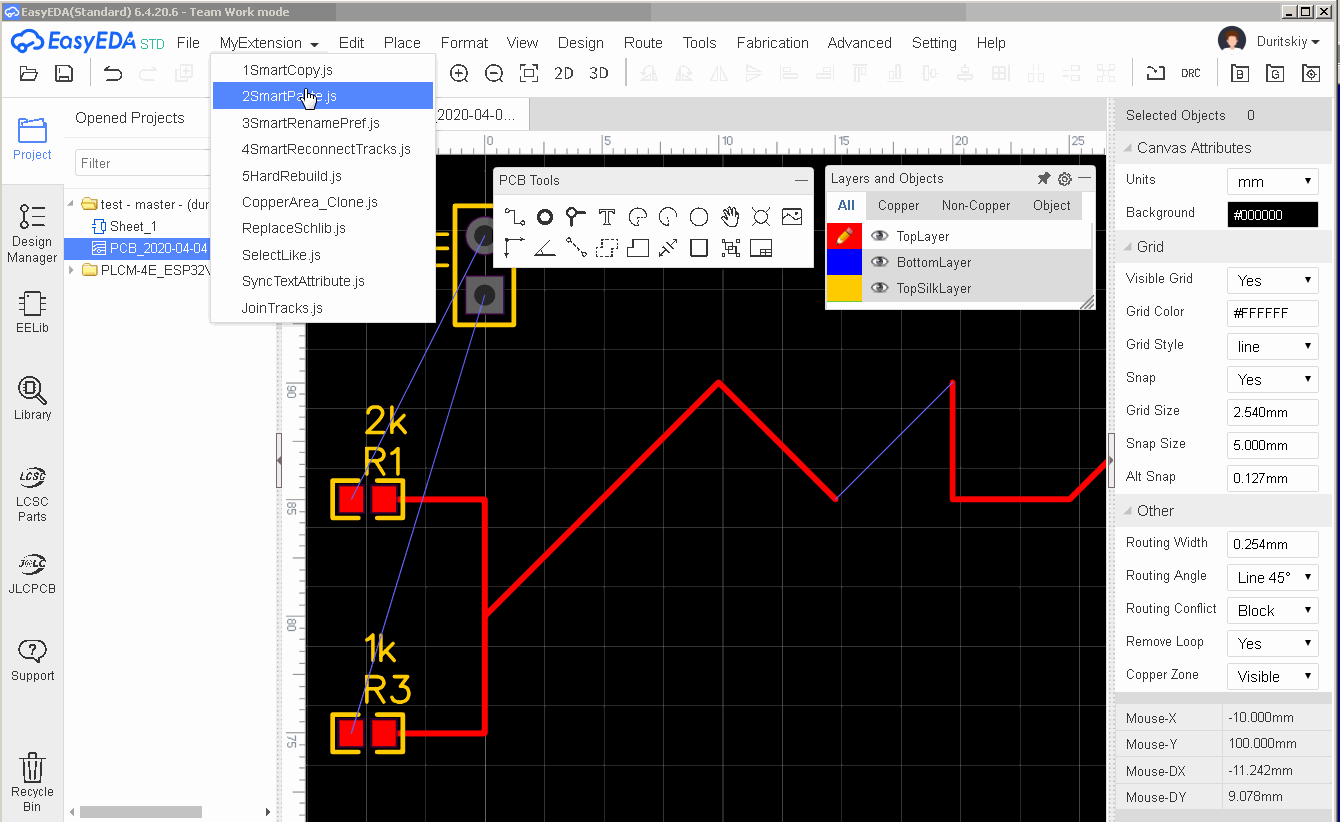 EasyEDA(Standard) 6.4.20.6 - Team Work mode
EasyEDA STD
File MyExtension Edit Place Format View Design Route Tools Fabrication Advanced Setting Help
Duritskiy
2D 3D
DRC
B G
1SmartCopy.js
2SmartPaste.js
3SmartRenamePref.js
4SmartReconnectTracks.js
5HardRebuild.js
CopperArea_Clone.js
ReplaceSchlib.js
SelectLike.js
SyncTextAttribute.js
JoinTracks.js
Project
Design
Manager
EELib
Library
LCSC
LCSC
Parts
JLCPCB
Support
Recycle
Bin
Opened Projects
Filter
test - master - (dur
Sheet_1
PCB_2020-04-04
PLCM-4E_ESP32V
_2020-04-0...
0 5 10 15 20 25
90
85
80
75
PCB Tools
Layers and Objects
All Copper Non-Copper Object
TopLayer
BottomLayer
TopSilkLayer
2k
R1
1k
R3
Selected Objects 0
Canvas Attributes
Units mm
Background #000000
Grid
Visible Grid Yes
Grid Color #FFFFFF
Grid Style line
Snap Yes
Grid Size 2.540mm
Snap Size 5.000mm
Alt Snap 0.127mm
Other
Routing Width 0.254mm
Routing Angle Line 45°
Routing Conflict Block
Remove Loop Yes
Copper Zone Visible
Mouse-X -10.000mm
Mouse-Y 100.000mm
Mouse-DX -11.242mm
Mouse-DY 9.078mm